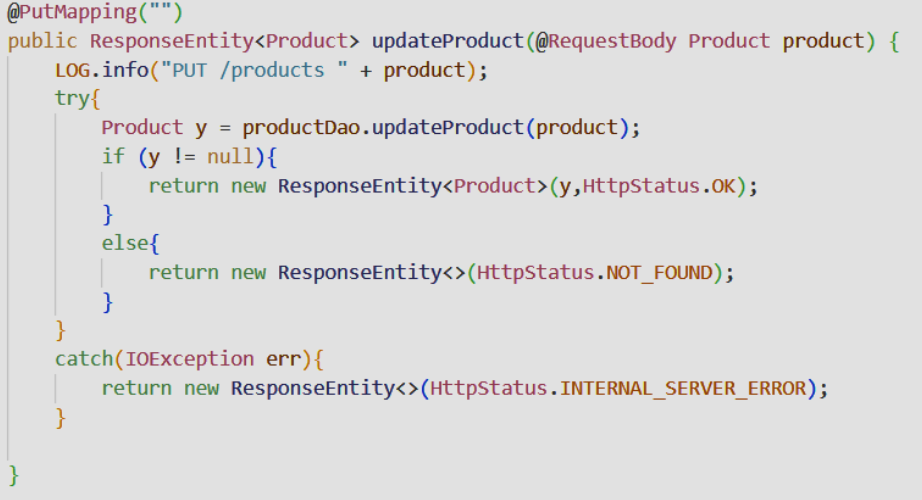 @PutMapping("")
public ResponseEntity<Product> updateProduct(@RequestBody Product product) {
    LOG.info("PUT /products " + product);
    try{
        Product y = productDao.updateProduct(product);
        if (y != null){
            return new ResponseEntity<Product>(y,HttpStatus.OK);
        }
        else{
            return new ResponseEntity<>(HttpStatus.NOT_FOUND);
        }
    }
    catch(IOException err){
        return new ResponseEntity<>(HttpStatus.INTERNAL_SERVER_ERROR);
    }

}